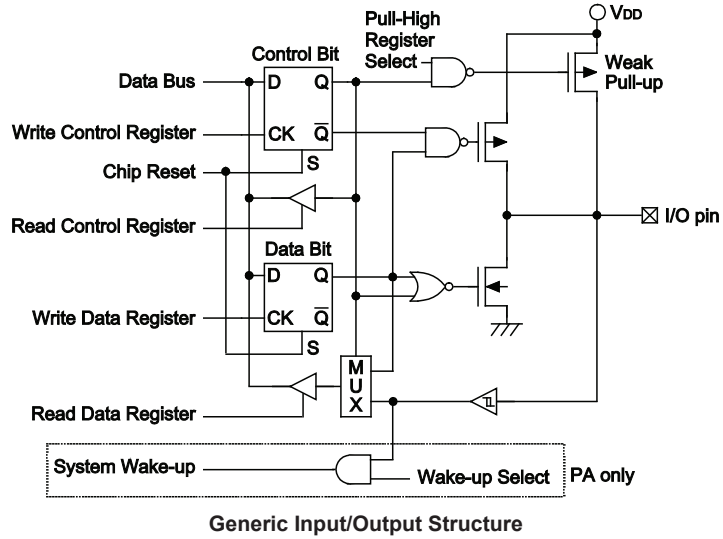 VDD
Pull-High
Register
Select
Weak
Pull-up
Control Bit
Data Bus
D
Q
Write Control Register
CK
Q
Chip Reset
S
Read Control Register
I/O pin
Data Bit
D
Q
Write Data Register
CK
Q
S
M
U
X
Read Data Register
System Wake-up
Wake-up Select
PA only
Generic Input/Output Structure